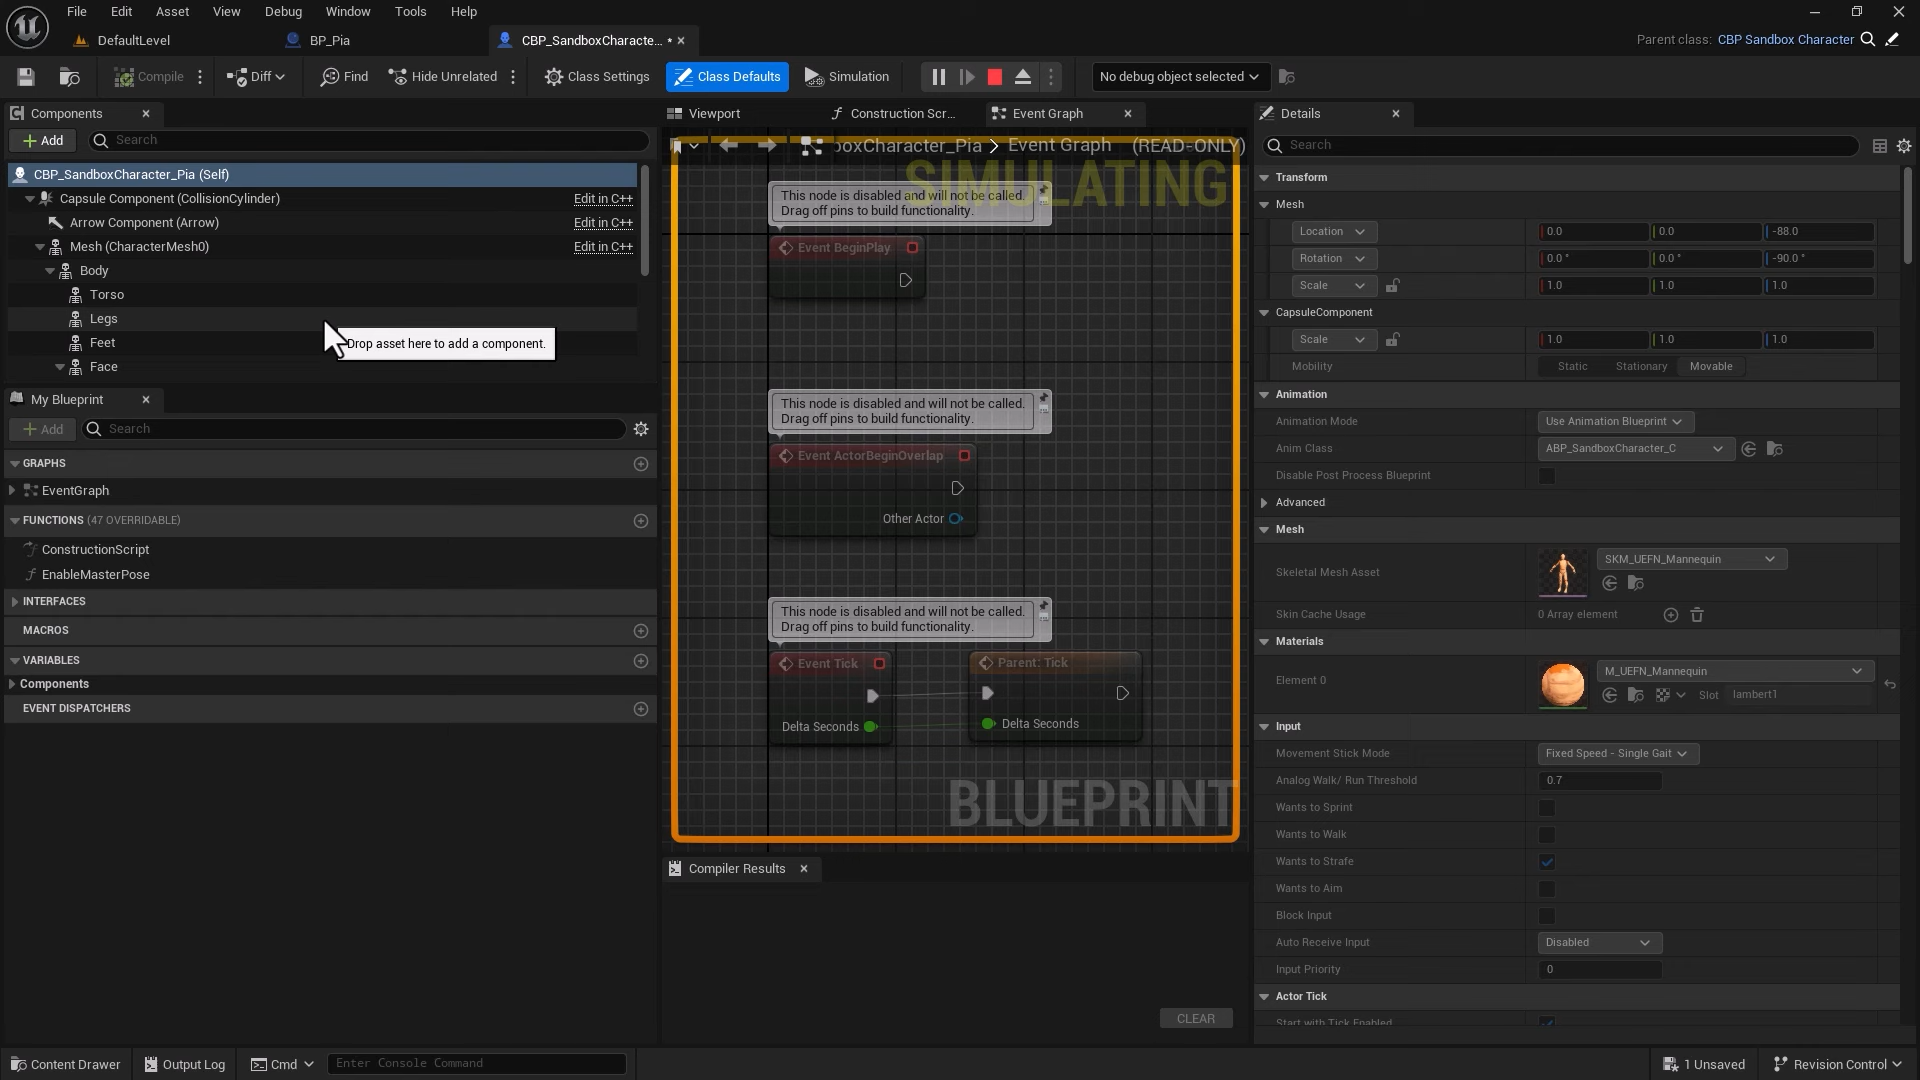 File Edit Asset View Debug Window Tools Help
DefaultLevel BP_Pia CBP_SandboxCharacte... *
Parent class: CBP Sandbox Character
Compile Diff Find Hide Unrelated Class Settings Class Defaults Simulation No debug object selected
Components
Add Search
CBP_SandboxCharacter_Pia (Self)
Capsule Component (CollisionCylinder) Edit in C++
Arrow Component (Arrow) Edit in C++
Mesh (CharacterMesh0) Edit in C++
Body
Torso
Legs
Feet
Face
Drop asset here to add a component.
My Blueprint
Add Search
GRAPHS
EventGraph
FUNCTIONS (47 OVERRIDABLE)
ConstructionScript
EnableMasterPose
INTERFACES
MACROS
VARIABLES
Components
EVENT DISPATCHERS
Viewport Construction Scr... Event Graph
boxCharacter_Pia > Event Graph (READ-ONLY)
SIMULATING
This node is disabled and will not be called.
Drag off pins to build functionality.
Event BeginPlay
This node is disabled and will not be called.
Drag off pins to build functionality.
Event ActorBeginOverlap
Other Actor
This node is disabled and will not be called.
Drag off pins to build functionality.
Event Tick Parent: Tick
Delta Seconds Delta Seconds
BLUEPRINT
Compiler Results
CLEAR
Details
Search
Transform
Mesh
Location 0.0 0.0 -88.0
Rotation 0.0 ° 0.0 ° -90.0 °
Scale 1.0 1.0 1.0
CapsuleComponent
Scale 1.0 1.0 1.0
Mobility Static Stationary Movable
Animation
Animation Mode Use Animation Blueprint
Anim Class ABP_SandboxCharacter_C
Disable Post Process Blueprint
Advanced
Mesh
Skeletal Mesh Asset SKM_UEFN_Mannequin
Skin Cache Usage 0 Array element
Materials
Element 0 M_UEFN_Mannequin
Slot lambert1
Input
Movement Stick Mode Fixed Speed - Single Gait
Analog Walk/ Run Threshold 0.7
Wants to Sprint
Wants to Walk
Wants to Strafe
Wants to Aim
Block Input
Auto Receive Input Disabled
Input Priority 0
Actor Tick
Start with Tick Enabled
Content Drawer Output Log Cmd Enter Console Command 1 Unsaved Revision Control